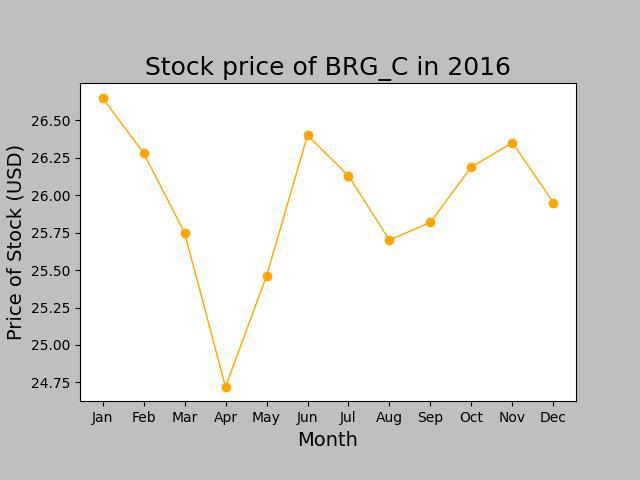 Stock price of BRG_C in 2016
Price of Stock (USD)
26.50
26.25
26.00
25.75
25.50
25.25
25.00
24.75
Jan Feb Mar Apr May Jun Jul Aug Sep Oct Nov Dec
Month